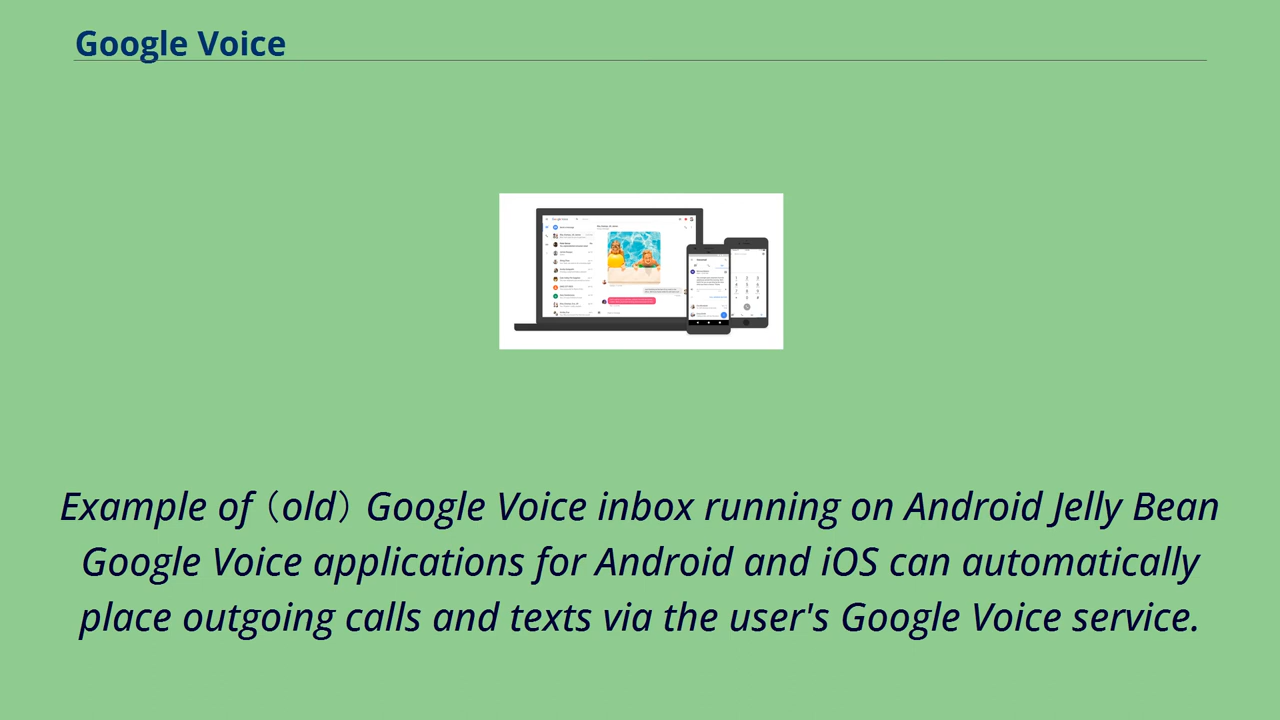 Google Voice
Example of（old）Google Voice inbox running on Android Jelly Bean
Google Voice applications for Android and iOS can automatically
place outgoing calls and texts via the user's Google Voice service.